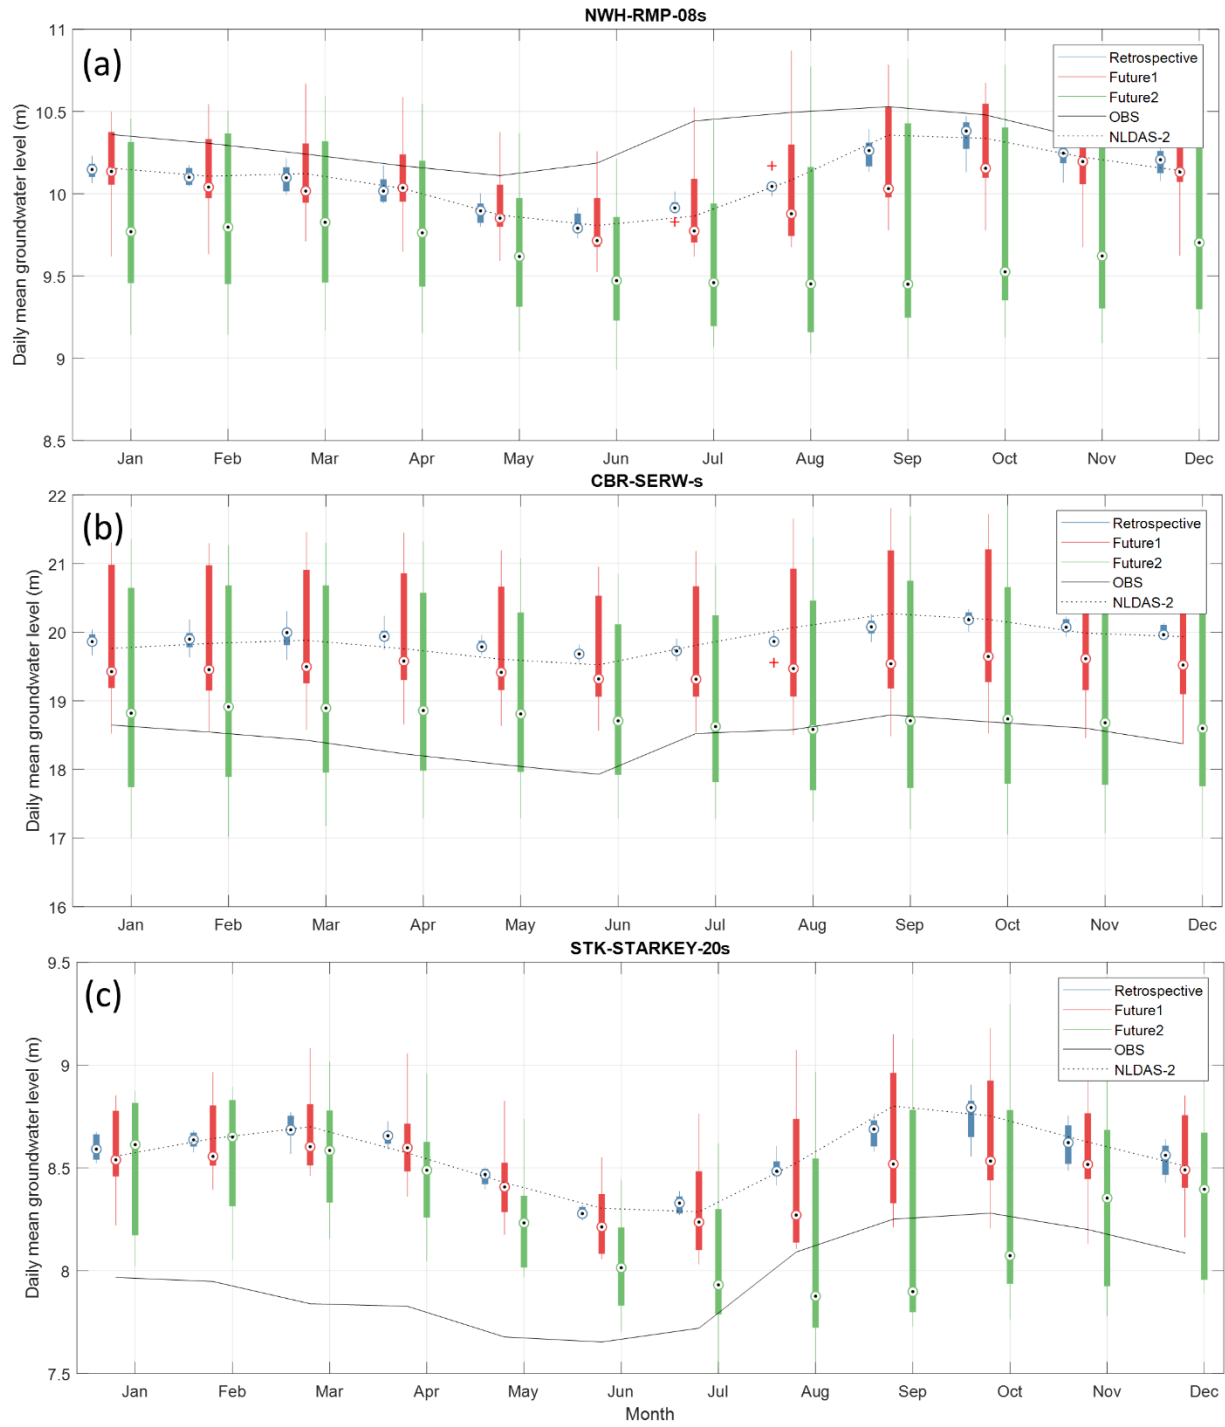 NWH-RMP-08s
(a)
Daily mean groundwater level (m)
11
10.5
10
9.5
9
8.5
Retrospective
Future1
Future2
OBS
NLDAS-2
Jan Feb Mar Apr May Jun Jul Aug Sep Oct Nov Dec
CBR-SERW-s
(b)
Daily mean groundwater level (m)
22
21
20
19
18
17
16
Retrospective
Future1
Future2
OBS
NLDAS-2
Jan Feb Mar Apr May Jun Jul Aug Sep Oct Nov Dec
STK-STARKEY-20s
(c)
Daily mean groundwater level (m)
9.5
9
8.5
8
7.5
Retrospective
Future1
Future2
OBS
NLDAS-2
Jan Feb Mar Apr May Jun Jul Aug Sep Oct Nov Dec
Month